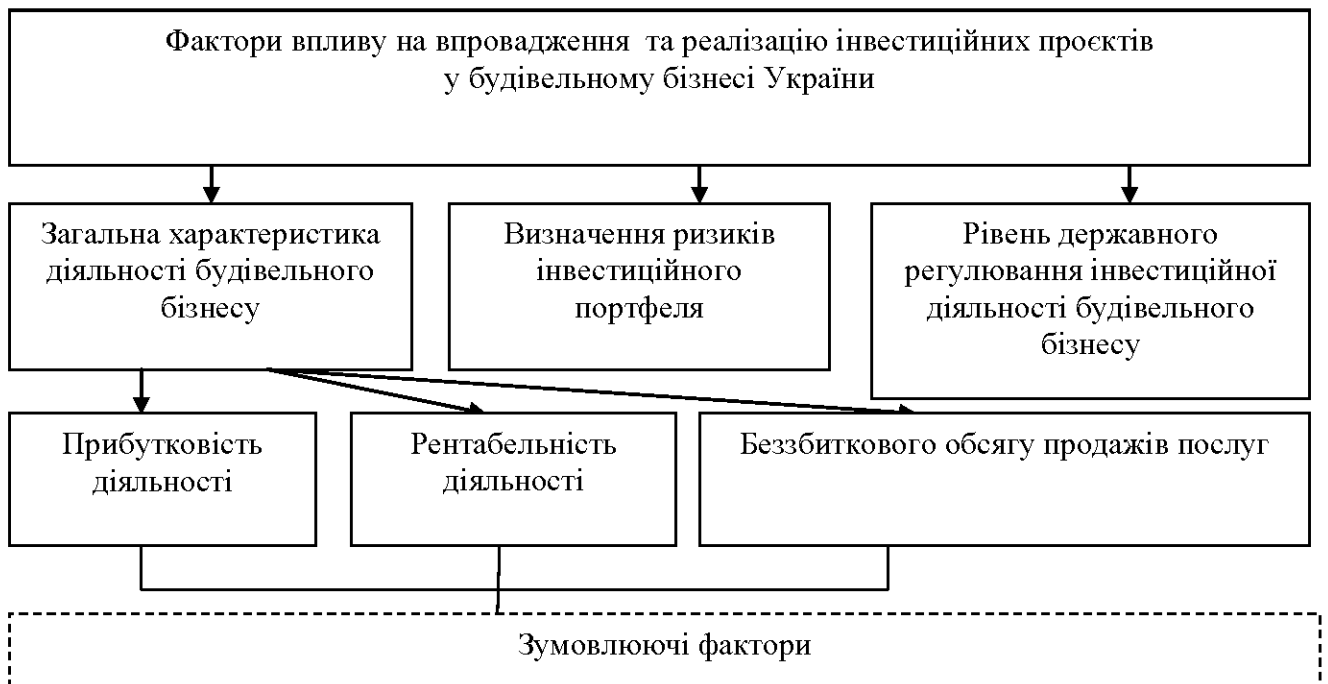 Фактори впливу на впровадження та реалізацію інвестиційних проєктів
у будівельному бізнесі України
Загальна характеристика
діяльності будівельного
бізнесу
Визначення ризиків
інвестиційного
портфеля
Рівень державного
регулювання інвестиційної
діяльності будівельного
бізнесу
Прибутковість
діяльності
Рентабельність
діяльності
Беззбиткового обсягу продажів послуг
Зумовлюючі фактори